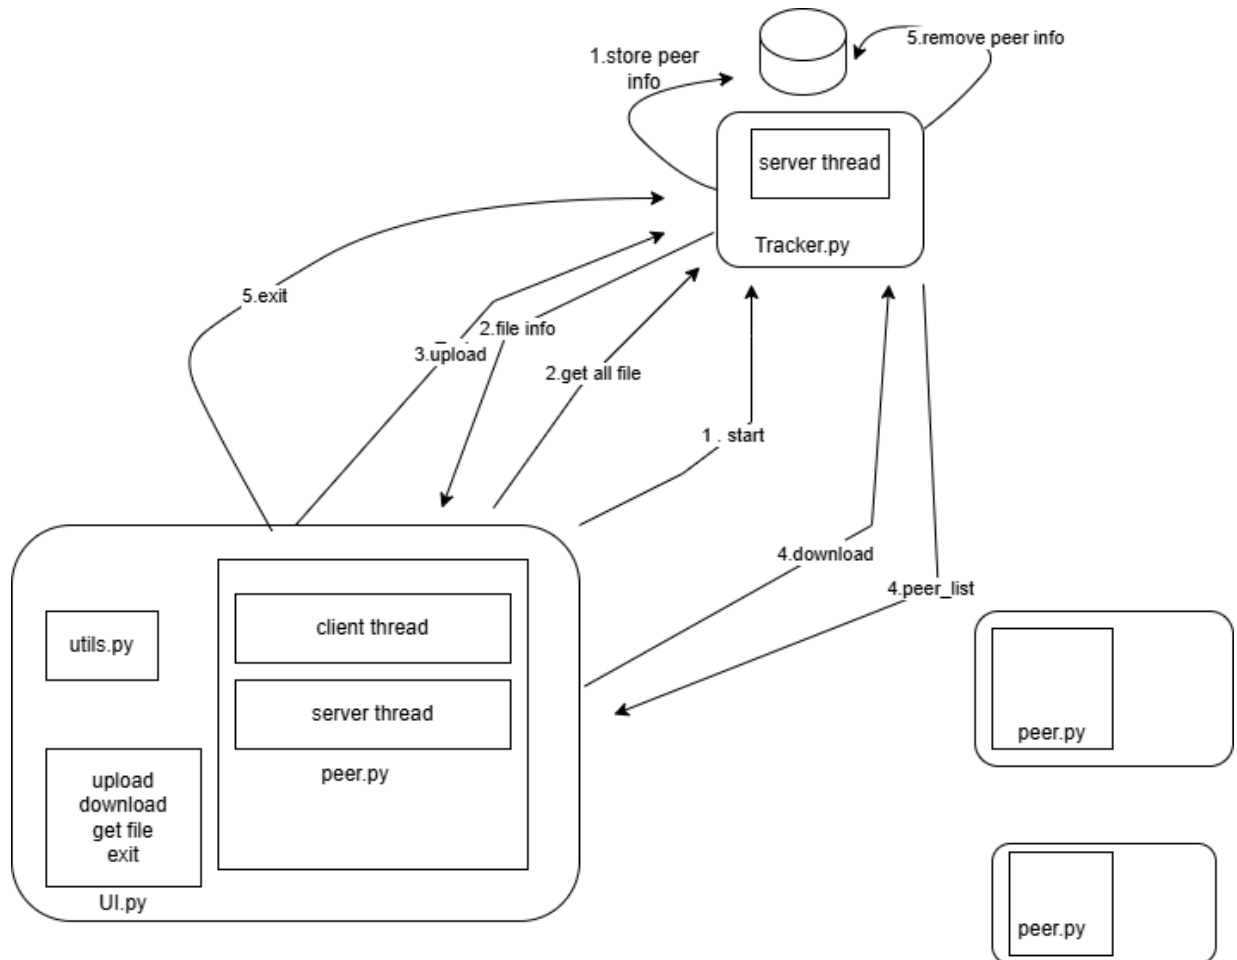 1.store peer
info
5.remove peer info
server thread
Tracker.py
5.exit
2.file info
3.upload
2.get all file
1 . start
4.download
4.peer_list
client thread
utils.py
server thread
peer.py
upload
download
get file
exit
UI.py
peer.py
peer.py